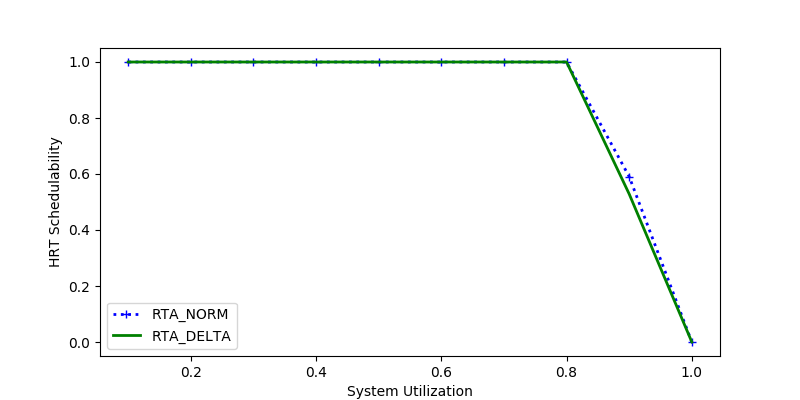 1.0
0.8
0.6
0.4
0.2
0.0
HRT Schedulability
RTA_NORM
RTA_DELTA
0.2 0.4 0.6 0.8 1.0
System Utilization